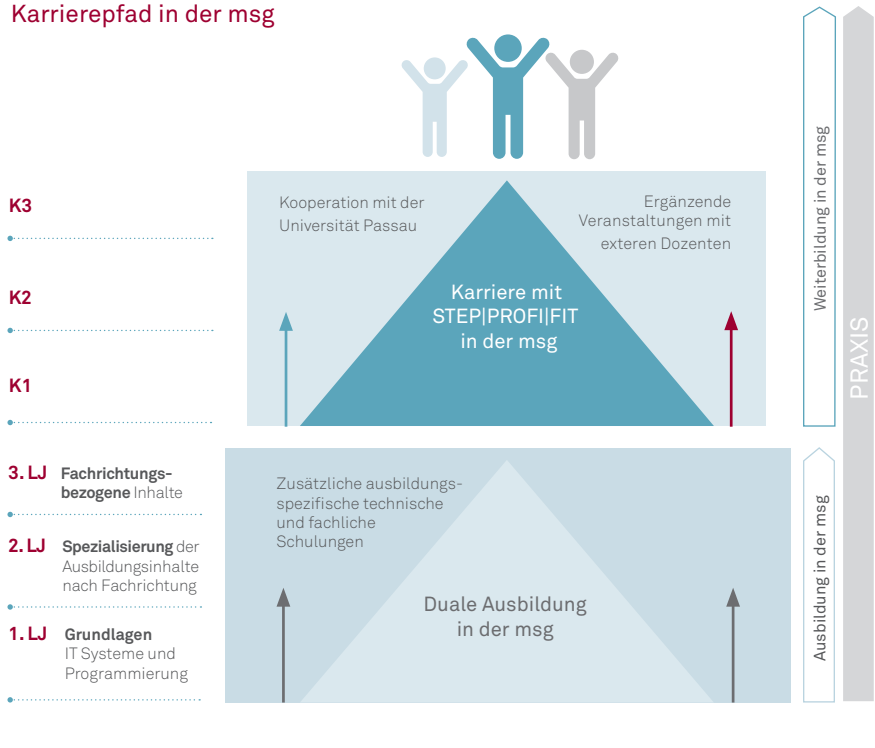 Karrierepfad in der msg
K3
K2
K1
Kooperation mit der
Universität Passau
Ergänzende
Veranstaltungen mit
exteren Dozenten
Karriere mit
STEP|PROFI|FIT
in der msg
3. LJ Fachrichtungs-
bezogene Inhalte
2. LJ Spezialisierung der
Ausbildungsinhalte
nach Fachrichtung
1. LJ Grundlagen
IT Systeme und
Programmierung
Zusätzliche ausbildungs-
spezifische technische
und fachliche
Schulungen
Duale Ausbildung
in der msg
Weiterbildung in der msg
Ausbildung in der msg
PRAXIS